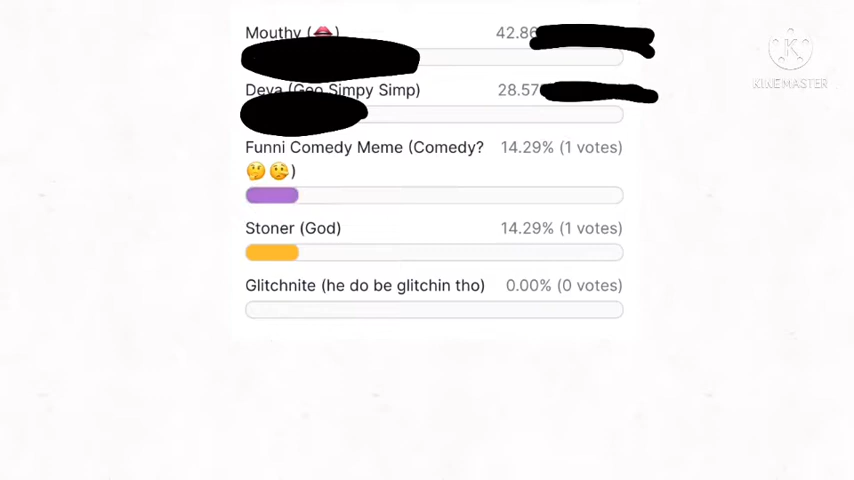 Mouthy (👄) 42.86
Deva (Geo Simpy Simp) 28.57
Funni Comedy Meme (Comedy? 14.29% (1 votes)
🤔🤨)
Stoner (God) 14.29% (1 votes)
Glitchnite (he do be glitchin tho) 0.00% (0 votes)
KINEMASTER